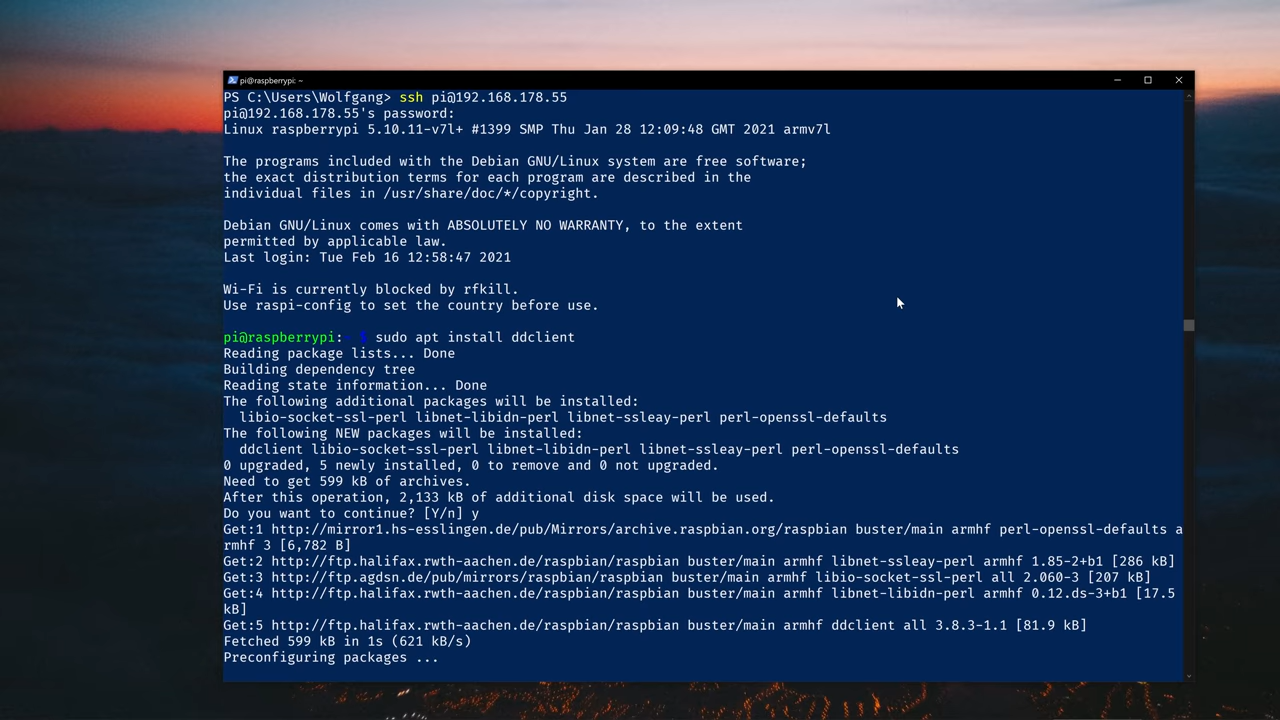 pi@raspberrypi: ~
PS C:\Users\Wolfgang> ssh pi@192.168.178.55
pi@192.168.178.55's password:
Linux raspberrypi 5.10.11-v7l+ #1399 SMP Thu Jan 28 12:09:48 GMT 2021 armv7l
The programs included with the Debian GNU/Linux system are free software;
the exact distribution terms for each program are described in the
individual files in /usr/share/doc/*/copyright.
Debian GNU/Linux comes with ABSOLUTELY NO WARRANTY, to the extent
permitted by applicable law.
Last login: Tue Feb 16 12:58:47 2021
Wi-Fi is currently blocked by rfkill.
Use raspi-config to set the country before use.
pi@raspberrypi:~ $ sudo apt install ddclient
Reading package lists... Done
Building dependency tree
Reading state information... Done
The following additional packages will be installed:
libio-socket-ssl-perl libnet-libidn-perl libnet-ssleay-perl perl-openssl-defaults
The following NEW packages will be installed:
ddclient libio-socket-ssl-perl libnet-libidn-perl libnet-ssleay-perl perl-openssl-defaults
0 upgraded, 5 newly installed, 0 to remove and 0 not upgraded.
Need to get 599 kB of archives.
After this operation, 2,133 kB of additional disk space will be used.
Do you want to continue? [Y/n] y
Get:1 http://mirror1.hs-esslingen.de/pub/Mirrors/archive.raspbian.org/raspbian buster/main armhf perl-openssl-defaults a
rmhf 3 [6,782 B]
Get:2 http://ftp.halifax.rwth-aachen.de/raspbian/raspbian buster/main armhf libnet-ssleay-perl armhf 1.85-2+b1 [286 kB]
Get:3 http://ftp.agdsn.de/pub/mirrors/raspbian/raspbian buster/main armhf libio-socket-ssl-perl all 2.060-3 [207 kB]
Get:4 http://ftp.halifax.rwth-aachen.de/raspbian/raspbian buster/main armhf libnet-libidn-perl armhf 0.12.ds-3+b1 [17.5
kB]
Get:5 http://ftp.halifax.rwth-aachen.de/raspbian/raspbian buster/main armhf ddclient all 3.8.3-1.1 [81.9 kB]
Fetched 599 kB in 1s (621 kB/s)
Preconfiguring packages ...